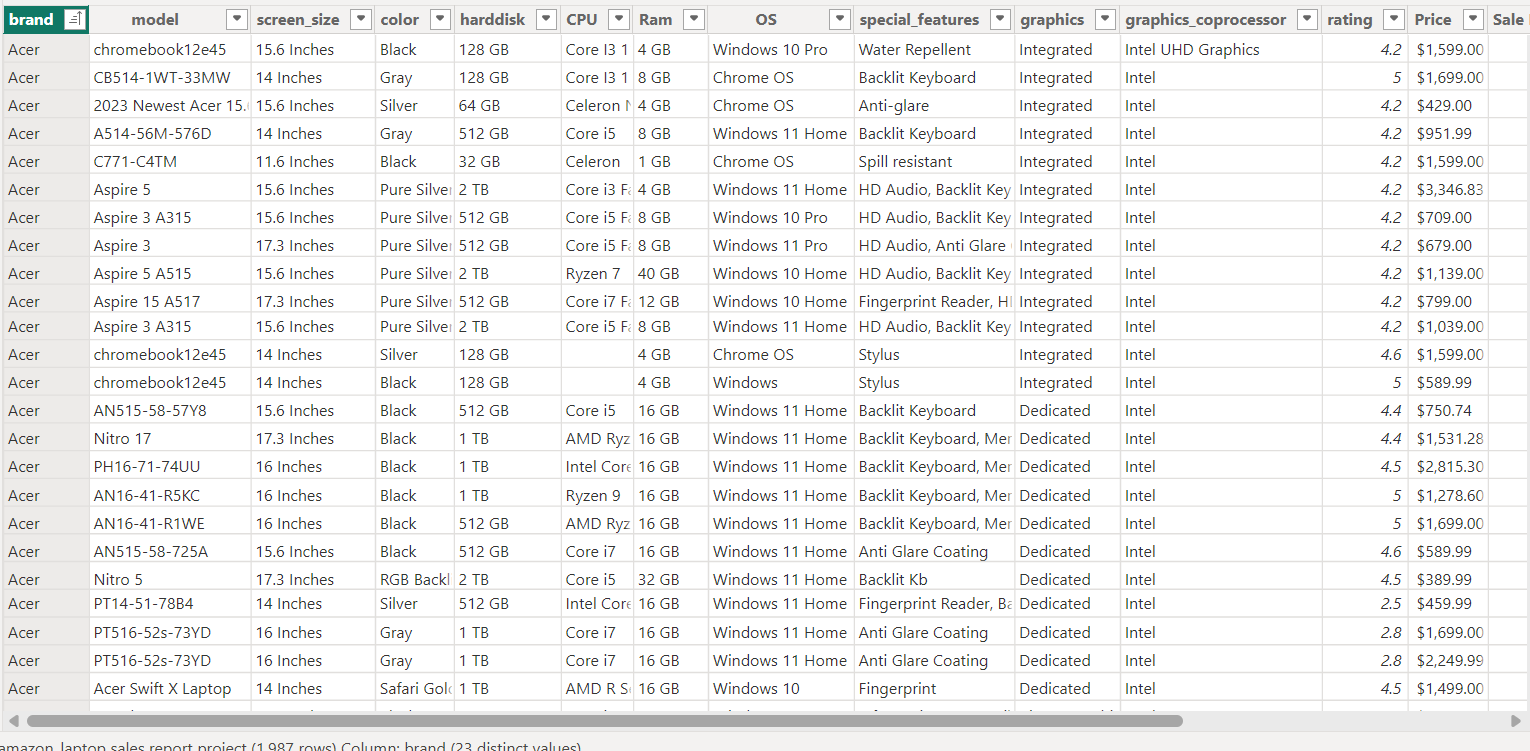 brand model screen_size color harddisk CPU Ram OS special_features graphics graphics_coprocessor rating Price Sale
Acer chromebook12e45 15.6 Inches Black 128 GB Core I3 1 4 GB Windows 10 Pro Water Repellent Integrated Intel UHD Graphics 4.2 $1,599.00
Acer CB514-1WT-33MW 14 Inches Gray 128 GB Core I3 1 8 GB Chrome OS Backlit Keyboard Integrated Intel 5 $1,699.00
Acer 2023 Newest Acer 15. 15.6 Inches Silver 64 GB Celeron N 4 GB Chrome OS Anti-glare Integrated Intel 4.2 $429.00
Acer A514-56M-576D 14 Inches Gray 512 GB Core i5 8 GB Windows 11 Home Backlit Keyboard Integrated Intel 4.2 $951.99
Acer C771-C4TM 11.6 Inches Black 32 GB Celeron 1 GB Chrome OS Spill resistant Integrated Intel 4.2 $1,599.00
Acer Aspire 5 15.6 Inches Pure Silver 2 TB Core i3 Fa 4 GB Windows 11 Home HD Audio, Backlit Key Integrated Intel 4.2 $3,346.83
Acer Aspire 3 A315 15.6 Inches Pure Silver 512 GB Core i5 Fa 8 GB Windows 10 Pro HD Audio, Backlit Key Integrated Intel 4.2 $709.00
Acer Aspire 3 17.3 Inches Pure Silver 512 GB Core i5 Fa 8 GB Windows 11 Pro HD Audio, Anti Glare Integrated Intel 4.2 $679.00
Acer Aspire 5 A515 15.6 Inches Pure Silver 2 TB Ryzen 7 40 GB Windows 10 Home HD Audio, Backlit Key Integrated Intel 4.2 $1,139.00
Acer Aspire 15 A517 17.3 Inches Pure Silver 512 GB Core i7 Fa 12 GB Windows 10 Home Fingerprint Reader, HI Integrated Intel 4.2 $799.00
Acer Aspire 3 A315 15.6 Inches Pure Silver 2 TB Core i5 Fa 8 GB Windows 11 Home HD Audio, Backlit Key Integrated Intel 4.2 $1,039.00
Acer chromebook12e45 14 Inches Silver 128 GB 4 GB Chrome OS Stylus Integrated Intel 4.6 $1,599.00
Acer chromebook12e45 14 Inches Black 128 GB 4 GB Windows Stylus Integrated Intel 5 $589.99
Acer AN515-58-57Y8 15.6 Inches Black 512 GB Core i5 16 GB Windows 11 Home Backlit Keyboard Dedicated Intel 4.4 $750.74
Acer Nitro 17 17.3 Inches Black 1 TB AMD Ryz 16 GB Windows 11 Home Backlit Keyboard, Mer Dedicated Intel 4.4 $1,531.28
Acer PH16-71-74UU 16 Inches Black 1 TB Intel Core 16 GB Windows 11 Home Backlit Keyboard, Mer Dedicated Intel 4.5 $2,815.30
Acer AN16-41-R5KC 16 Inches Black 1 TB Ryzen 9 16 GB Windows 11 Home Backlit Keyboard, Mer Dedicated Intel 5 $1,278.60
Acer AN16-41-R1WE 16 Inches Black 512 GB AMD Ryz 16 GB Windows 11 Home Backlit Keyboard, Mer Dedicated Intel 5 $1,699.00
Acer AN515-58-725A 15.6 Inches Black 512 GB Core i7 16 GB Windows 11 Home Anti Glare Coating Dedicated Intel 4.6 $589.99
Acer Nitro 5 17.3 Inches RGB Backl 2 TB Core i5 32 GB Windows 11 Home Backlit Kb Dedicated Intel 4.5 $389.99
Acer PT14-51-78B4 14 Inches Silver 512 GB Intel Core 16 GB Windows 11 Home Fingerprint Reader, Ba Dedicated Intel 2.5 $459.99
Acer PT516-52s-73YD 16 Inches Gray 1 TB Core i7 16 GB Windows 11 Home Anti Glare Coating Dedicated Intel 2.8 $1,699.00
Acer PT516-52s-73YD 16 Inches Gray 1 TB Core i7 16 GB Windows 11 Home Anti Glare Coating Dedicated Intel 2.8 $2,249.99
Acer Acer Swift X Laptop 14 Inches Safari Gold 1 TB AMD R S 16 GB Windows 10 Fingerprint Dedicated Intel 4.5 $1,499.00
amazon_laptop sales report project (1,987 rows) Column: brand (23 distinct values)